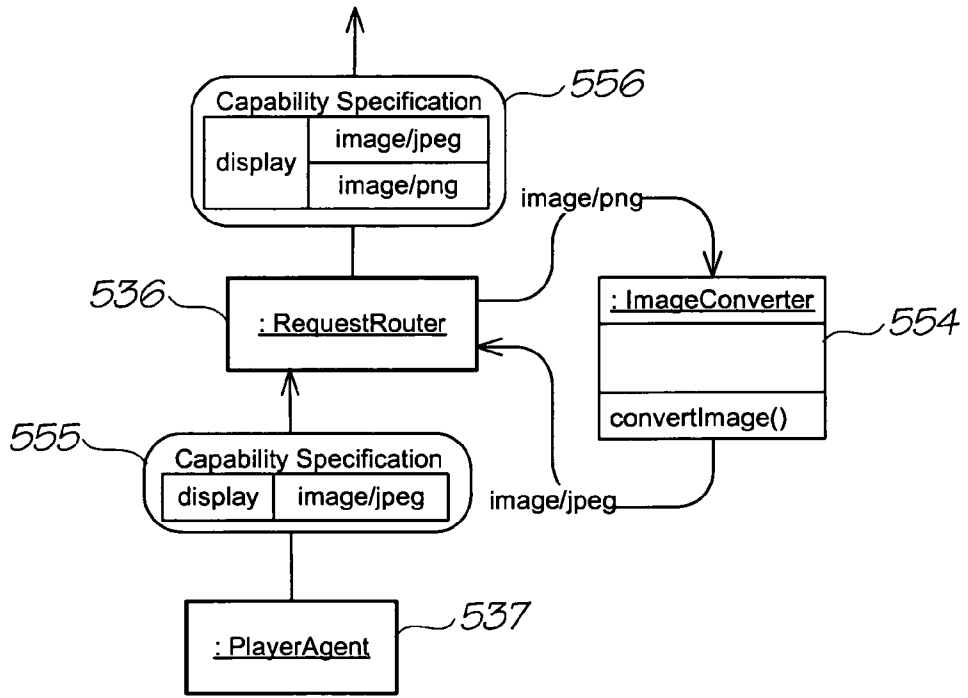 556
Capability Specification
display
image/jpeg
image/png
image/png
536
: RequestRouter
: ImageConverter
554
convertImage()
555
Capability Specification
display
image/jpeg
image/jpeg
537
: PlayerAgent